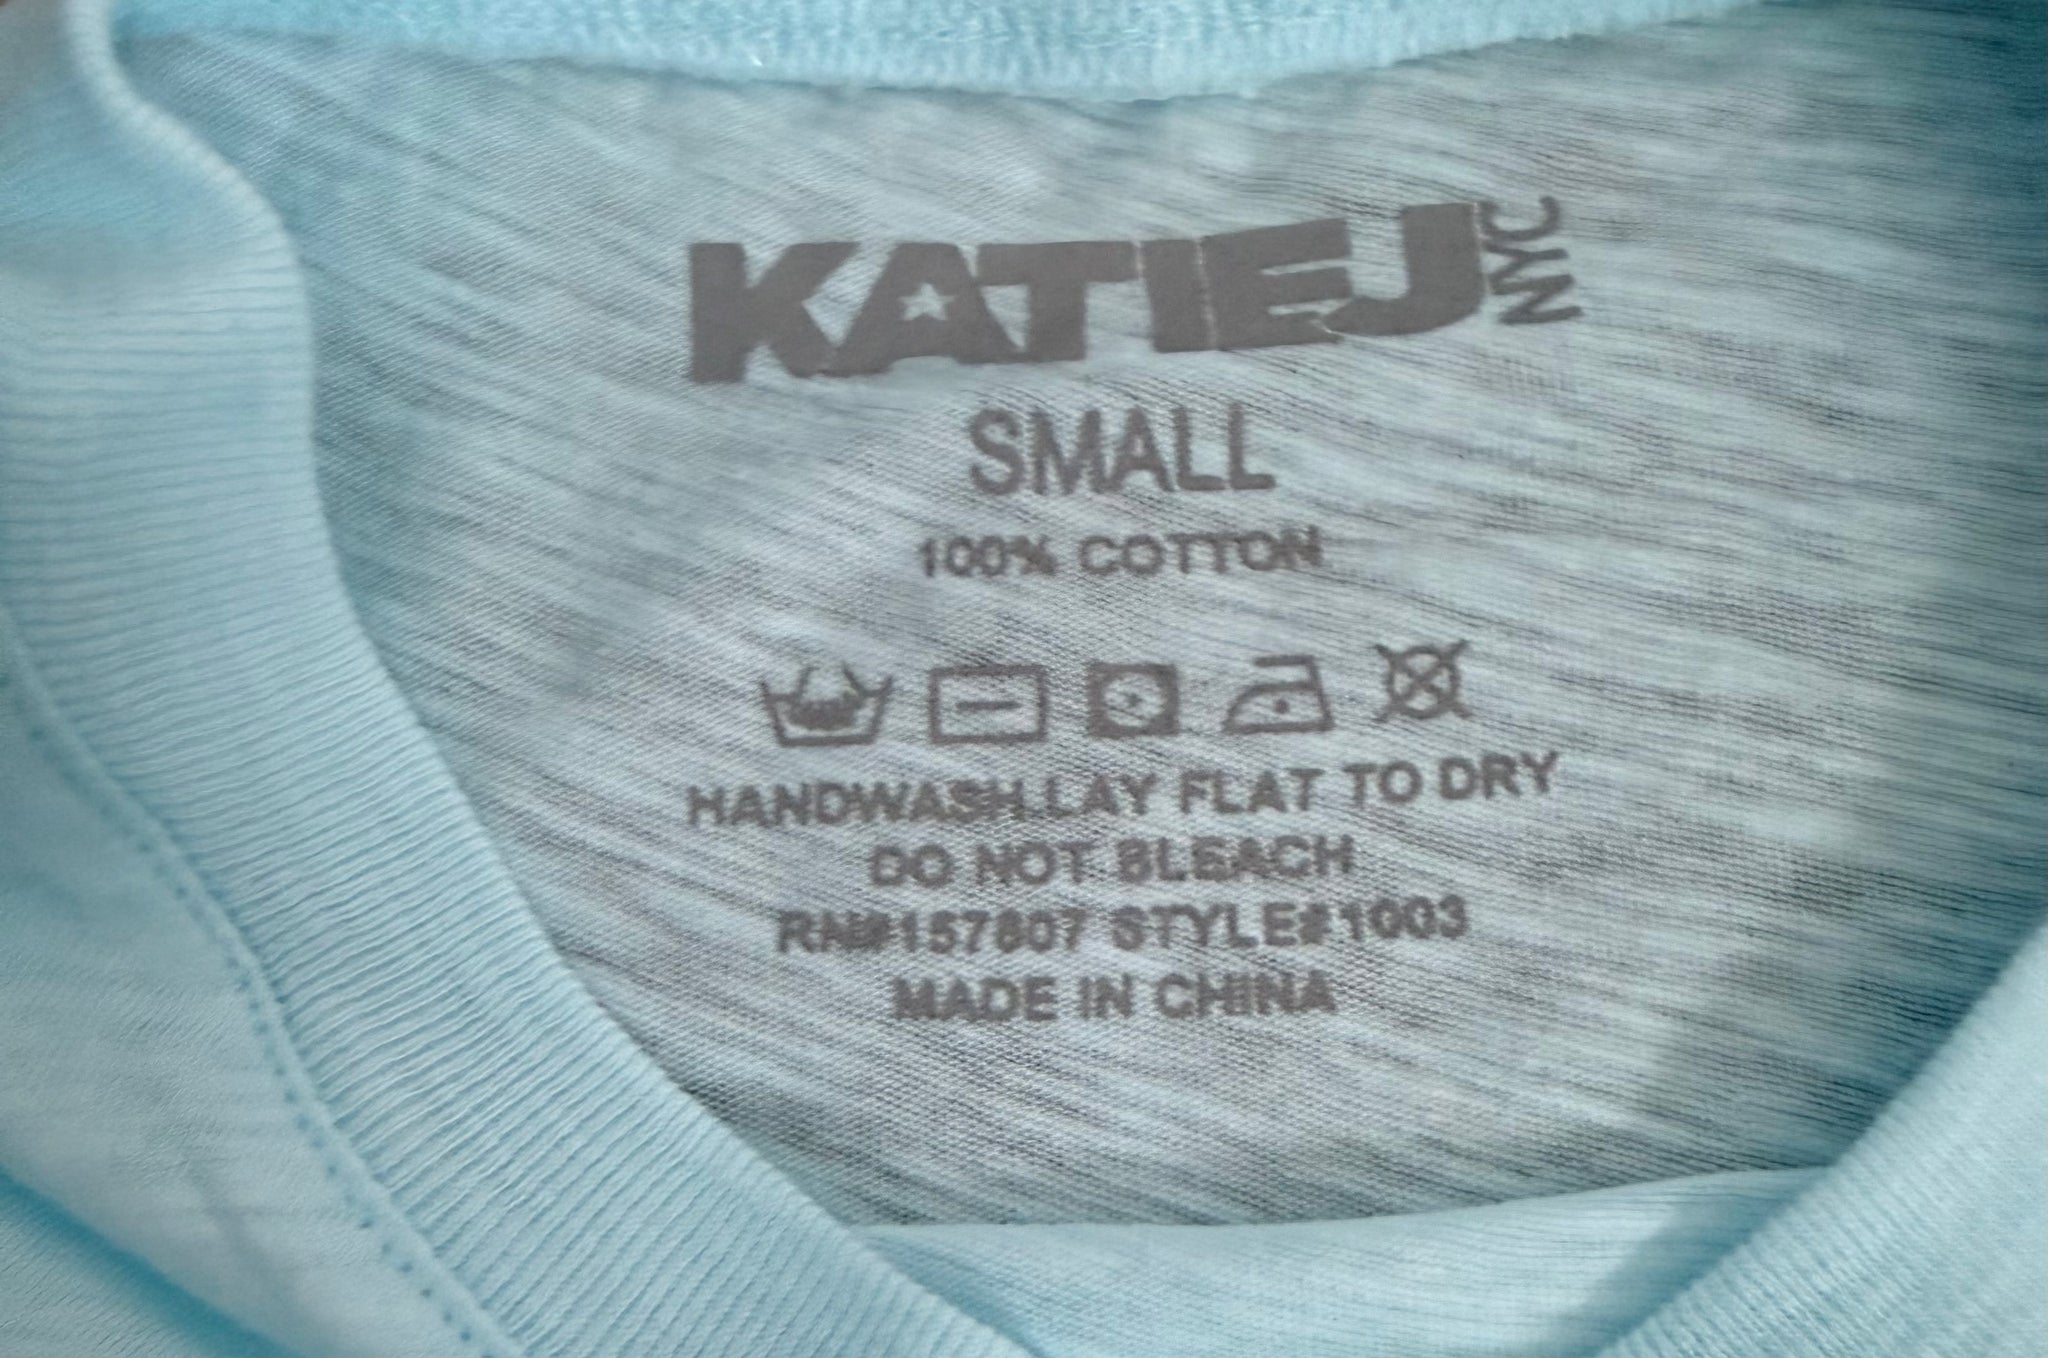 KATIEJ NYC
SMALL
100% COTTON
HANDWASH.LAY FLAT TO DRY
DO NOT BLEACH
RN#157807 STYLE#1003
MADE IN CHINA